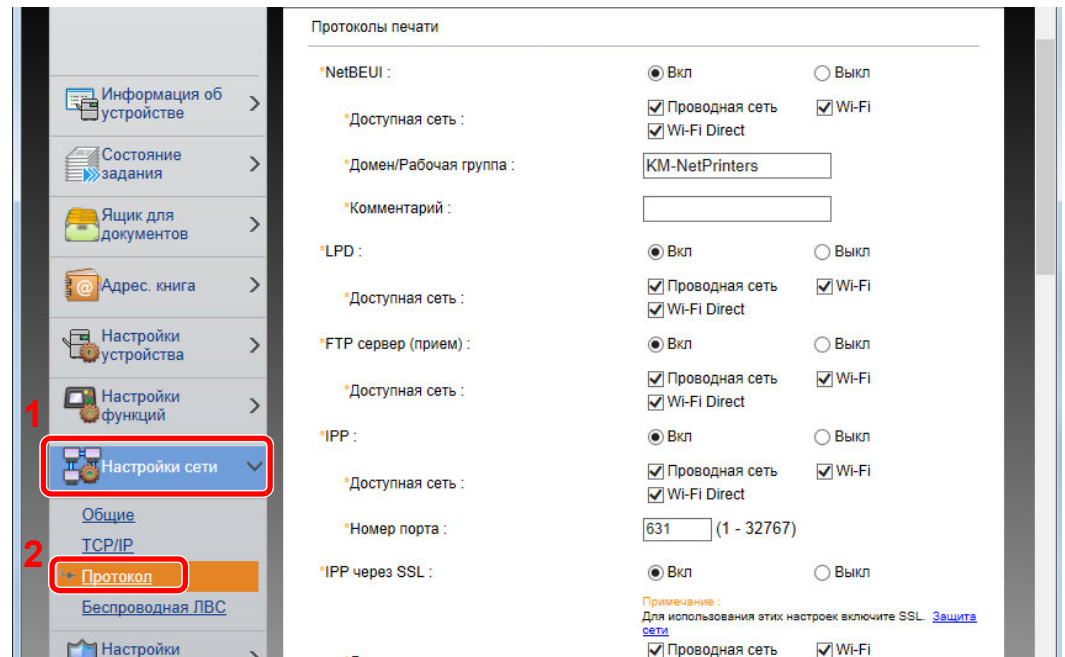 Информация об
устройстве
Состояние
задания
Ящик для
документов
Адрес. книга
Настройки
устройства
1
Настройки
функций
Настройки сети
Общие
TCP/IP
2
Протокол
Беспроводная ЛВС
Настройки
Протоколы печати
*NetBEUI : Вкл Выкл
*Доступная сеть : Проводная сеть Wi-Fi
Wi-Fi Direct
*Домен/Рабочая группа : KM-NetPrinters
*Комментарий :
*LPD : Вкл Выкл
*Доступная сеть : Проводная сеть Wi-Fi
Wi-Fi Direct
*FTP сервер (прием) : Вкл Выкл
*Доступная сеть : Проводная сеть Wi-Fi
Wi-Fi Direct
*IPP : Вкл Выкл
*Доступная сеть : Проводная сеть Wi-Fi
Wi-Fi Direct
*Номер порта : 631 (1 - 32767)
*IPP через SSL : Вкл Выкл
Примечание :
Для использования этих настроек включите SSL. Защита
сети
Проводная сеть Wi-Fi